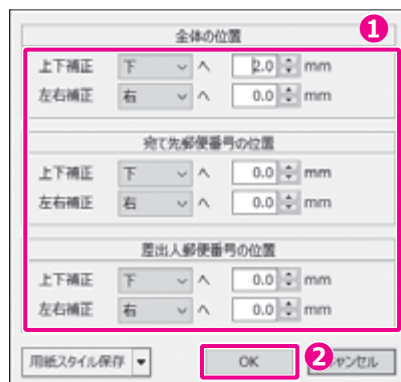 全体の位置
1
上下補正 下 へ 2.0 mm
左右補正 右 へ 0.0 mm
宛て先郵便番号の位置
上下補正 下 へ 0.0 mm
左右補正 右 へ 0.0 mm
差出人郵便番号の位置
上下補正 下 へ 0.0 mm
左右補正 右 へ 0.0 mm
用紙スタイル保存 OK 2 ャンセル